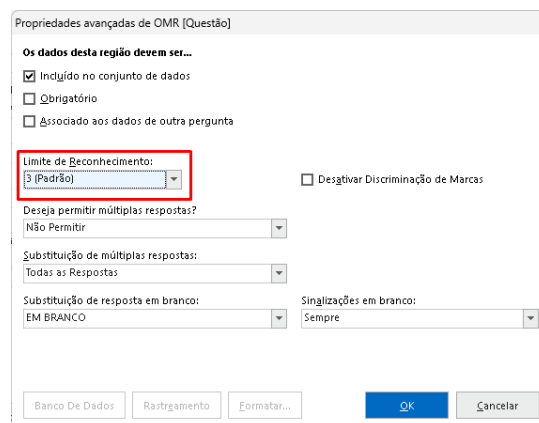 Propriedades avançadas de OMR [Questão]
Os dados desta região devem ser...
Incluído no conjunto de dados
Obrigatório
Associado aos dados de outra pergunta
Limite de Reconhecimento:
3 (Padrão)
Desativar Discriminação de Marcas
Deseja permitir múltiplas respostas?
Não Permitir
Substituição de múltiplas respostas:
Todas as Respostas
Substituição de resposta em branco:
Sinalizações em branco:
EM BRANCO
Sempre
Banco De Dados
Rastreamento
Formatar...
OK
Cancelar